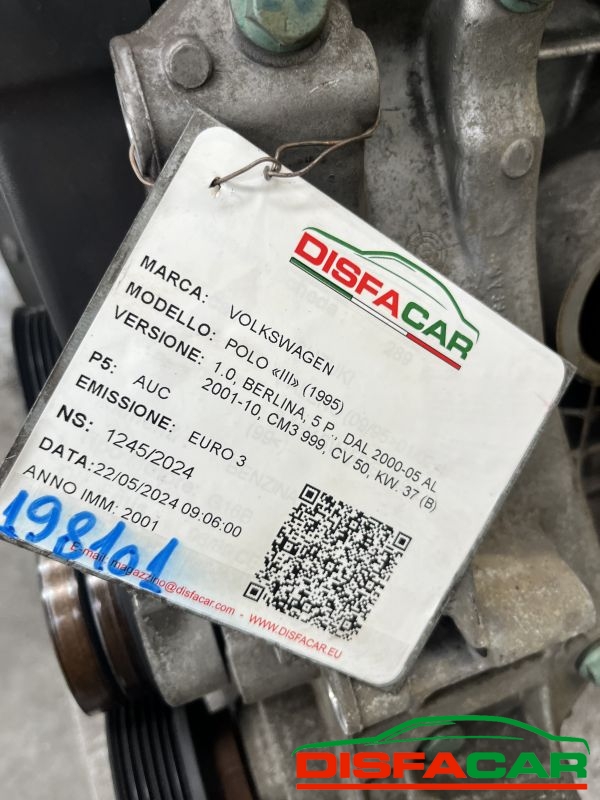 DISFACAR
MARCA: VOLKSWAGEN
MODELLO: POLO «III» (1995)
VERSIONE: 1.0, BERLINA, 5 P., DAL 2000-05 AL
2001-10, CM3 999, CV 50, KW. 37 (B)
P5: AUC
EMISSIONE: EURO 3
NS: 1245/2024
DATA:22/05/2024 09:06:00
ANNO IMM: 2001
198101
E-mail: magazzino@disfacar.com - WWW.DISFACAR.EU
DISFACAR